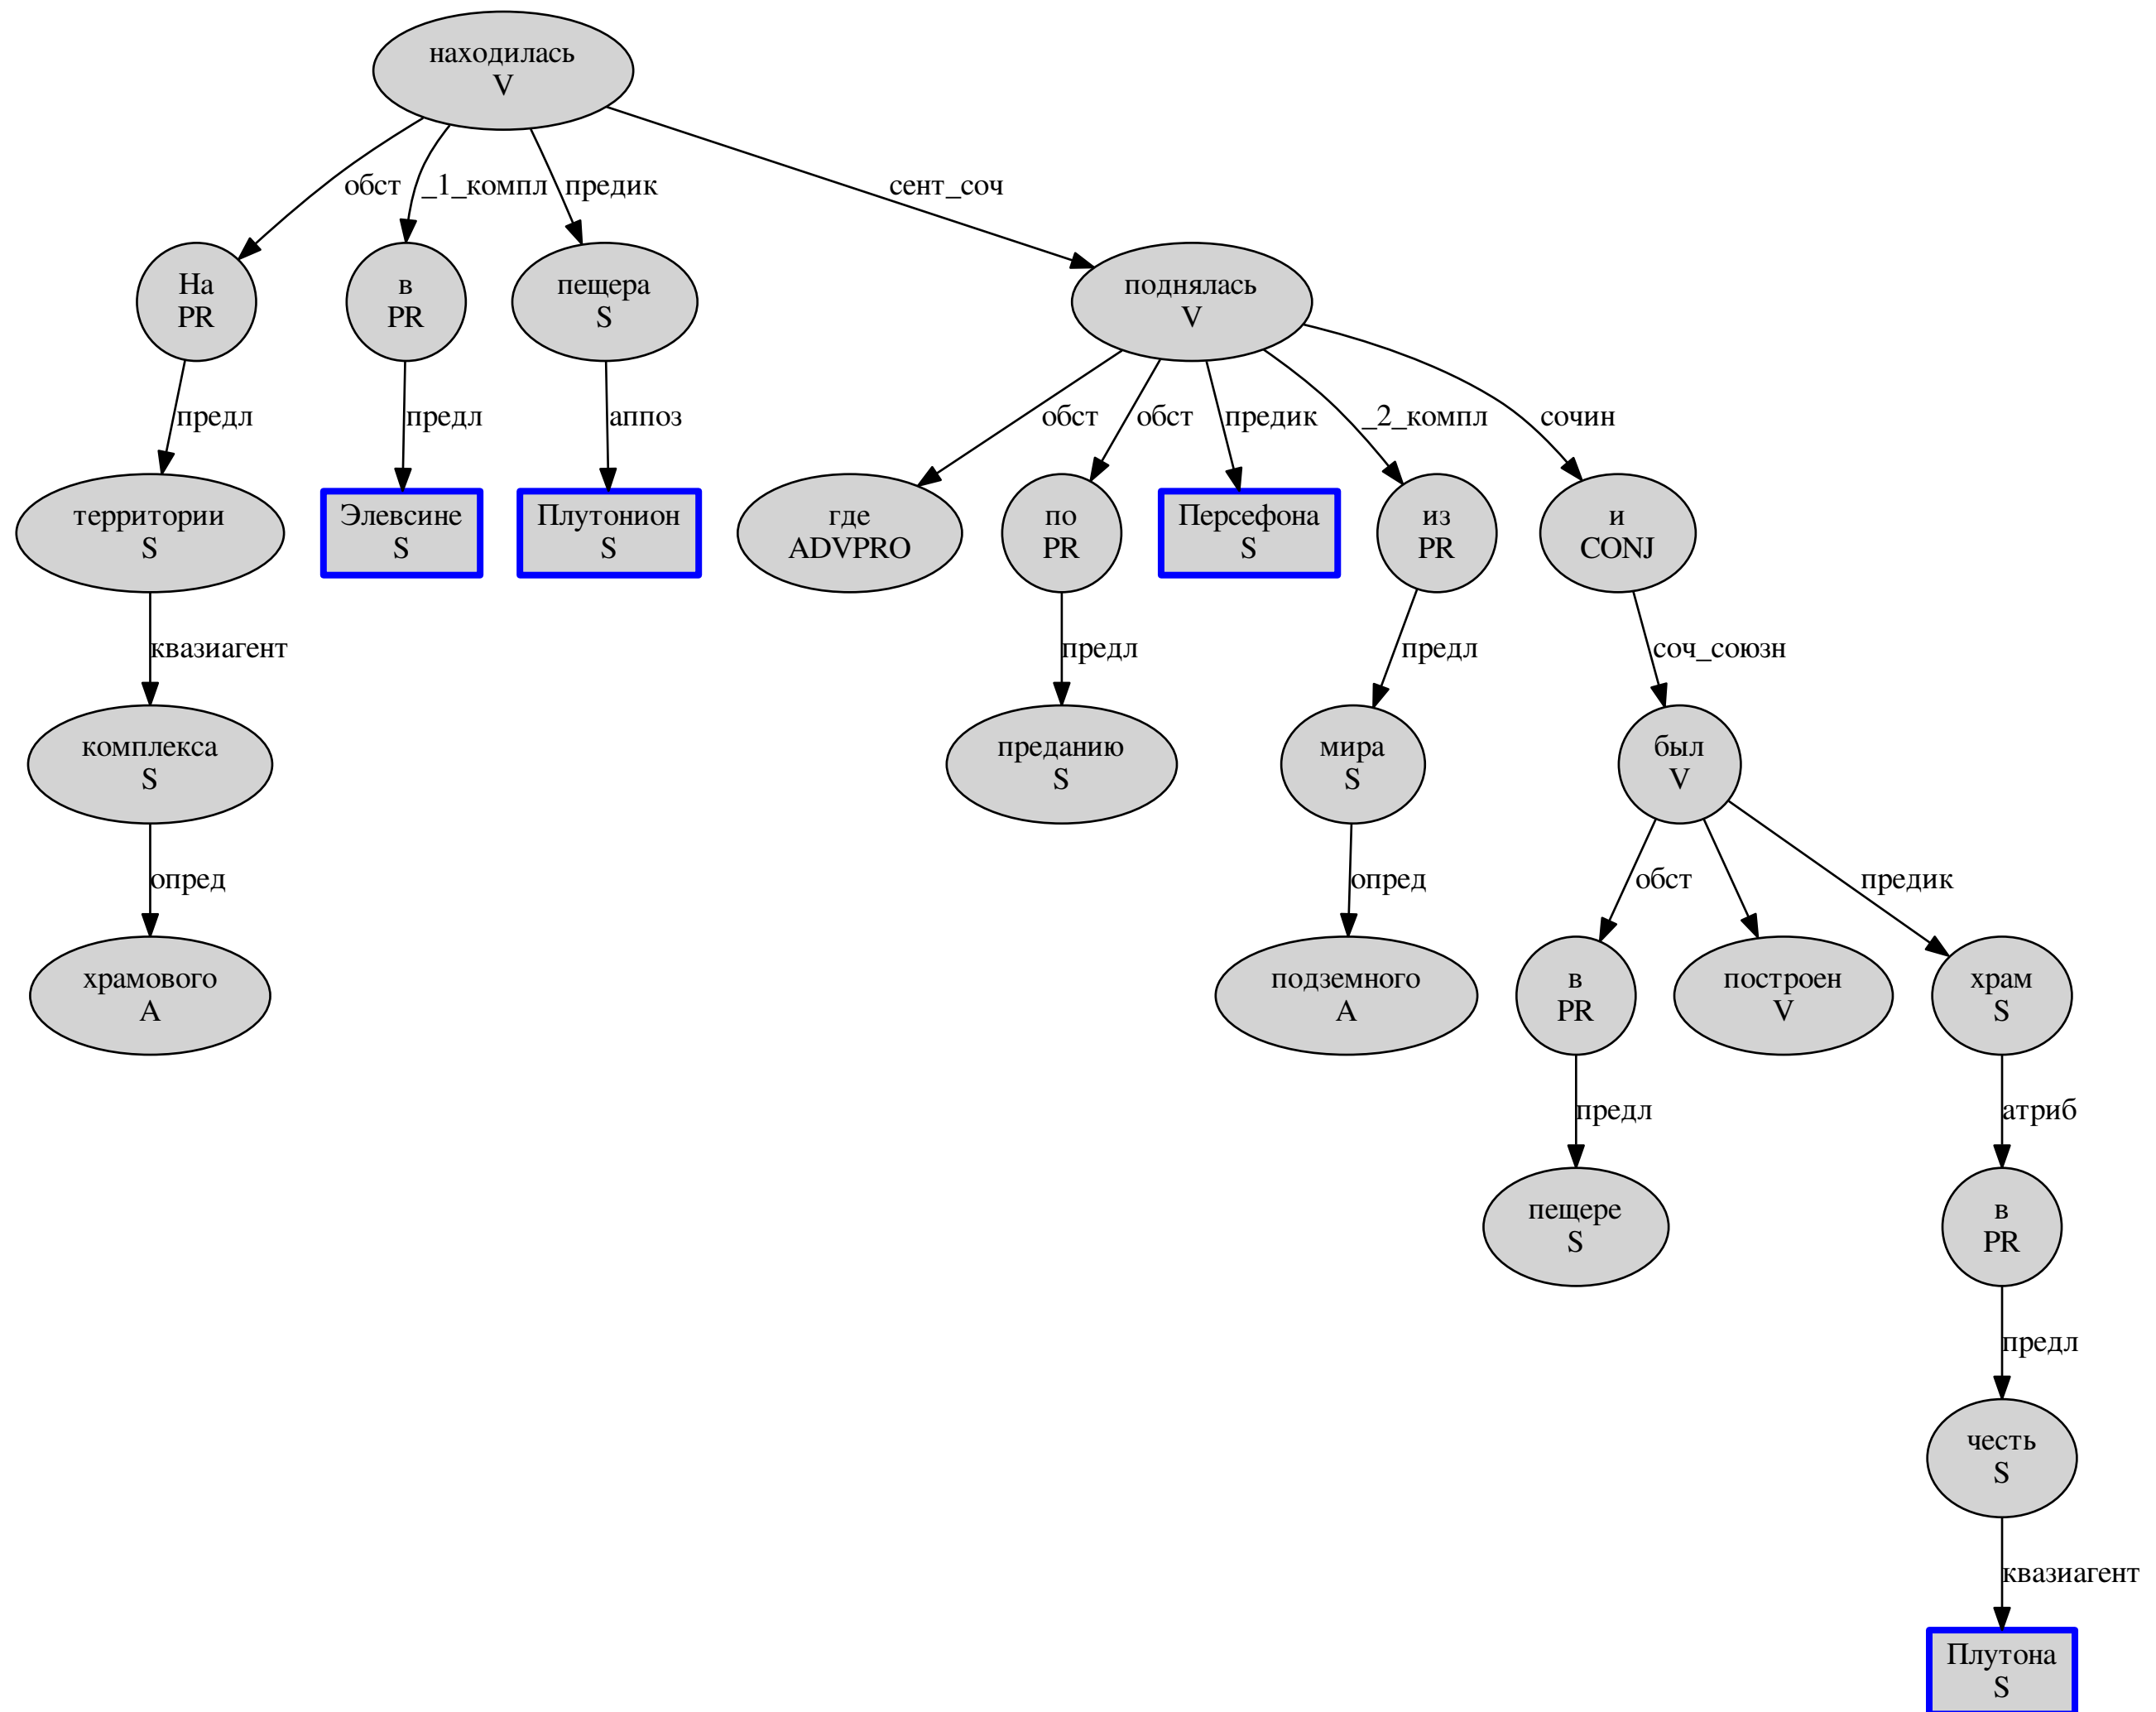 находилась
V
обст
_1_компл
предик
сент_соч
На
PR
в
PR
пещера
S
поднялась
V
предл
предл
аппоз
обст
обст
предик
_2_компл
сочин
территории
S
Элевсине
S
Плутонион
S
где
ADVPRO
по
PR
Персефона
S
из
PR
и
CONJ
квазиагент
предл
предл
соч_союзн
комплекса
S
преданию
S
мира
S
был
V
опред
опред
обст
предик
храмового
A
подземного
A
в
PR
построен
V
храм
S
предл
атриб
пещере
S
в
PR
предл
честь
S
квазиагент
Плутона
S